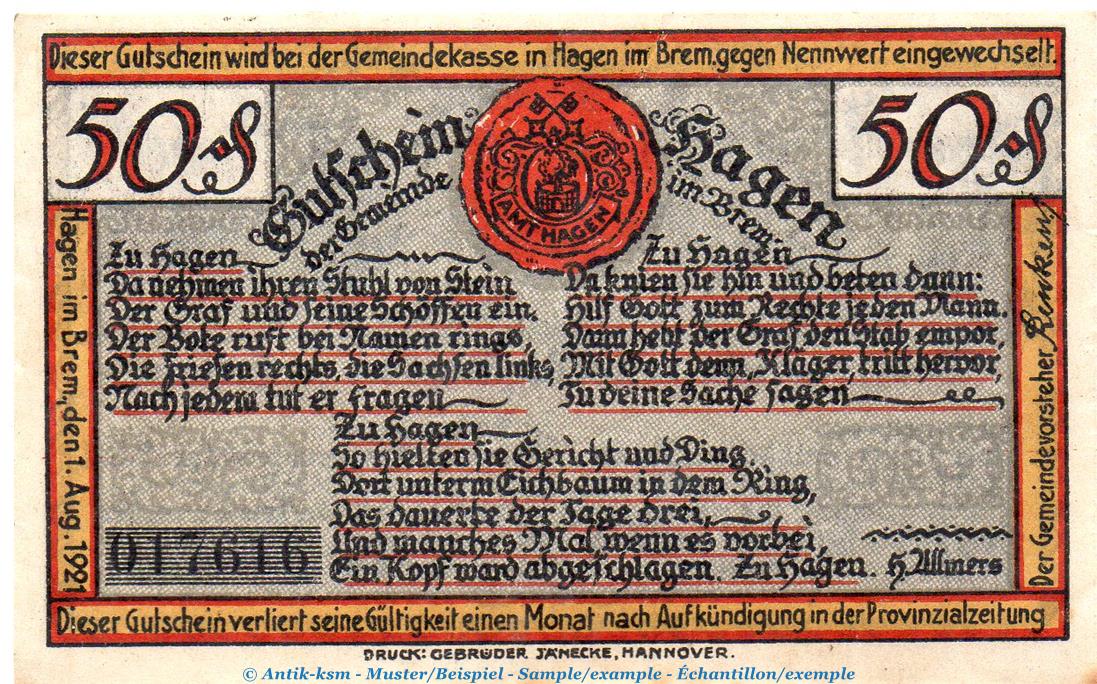 Dieser Gutschein wird bei der Gemeindekasse in Hagen im Brem. gegen Nennwert eingewechselt.
50 ₰
50 ₰
Gutschein
Hagen
der Gemeinde
im Brem.
AMT HAGEN
Hagen im Brem., den 1. Aug. 1921
Zu Hagen
Da nehmen ihren Stuhl von Stein
Der Graf und seine Schöffen ein.
Der Bote ruft bei Namen rings,
Die Friesen rechts, die Sachsen links,
Nach jedem tut er fragen
Zu Hagen
Da knien sie hin und beten dann:
Hilf Gott zum Rechte jeden Mann.
Dann hebt der Graf den Stab empor,
Mit Gott denn, Kläger, tritt hervor,
Tu deine Sache sagen
Zu Hagen
So hielten sie Gericht und Ding,
Dort unterm Eichbaum in dem Ring,
Das dauerte der Tage drei,
Und manches Mal, wenn es vorbei,
Ein Kopf ward abgeschlagen. Zu Hagen. H. Allmers
Der Gemeindevorsteher
017616
Dieser Gutschein verliert seine Gültigkeit einen Monat nach Aufkündigung in der Provinzialzeitung
DRUCK: GEBRÜDER JÄNECKE, HANNOVER.
© Antik-ksm - Muster/Beispiel - Sample/example - Échantillon/exemple